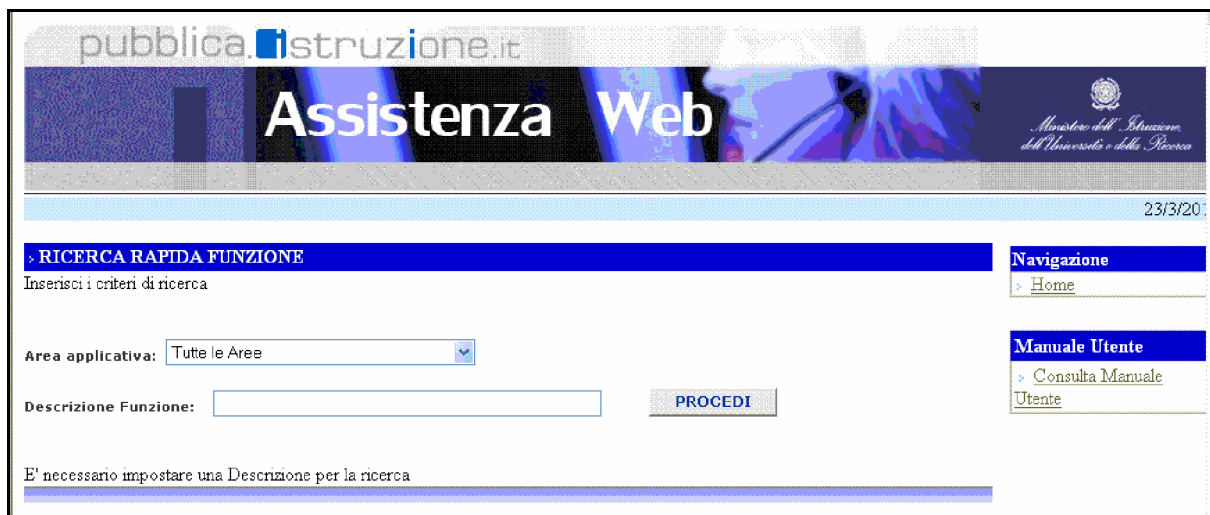 pubblica.istruzione.it
Assistenza Web
Ministero dell'Istruzione,
dell'Università e della Ricerca
23/3/20
› RICERCA RAPIDA FUNZIONE
Inserisci i criteri di ricerca
Area applicativa: Tutte le Aree
Descrizione Funzione: PROCEDI
E' necessario impostare una Descrizione per la ricerca
Navigazione
› Home
Manuale Utente
› Consulta Manuale
Utente